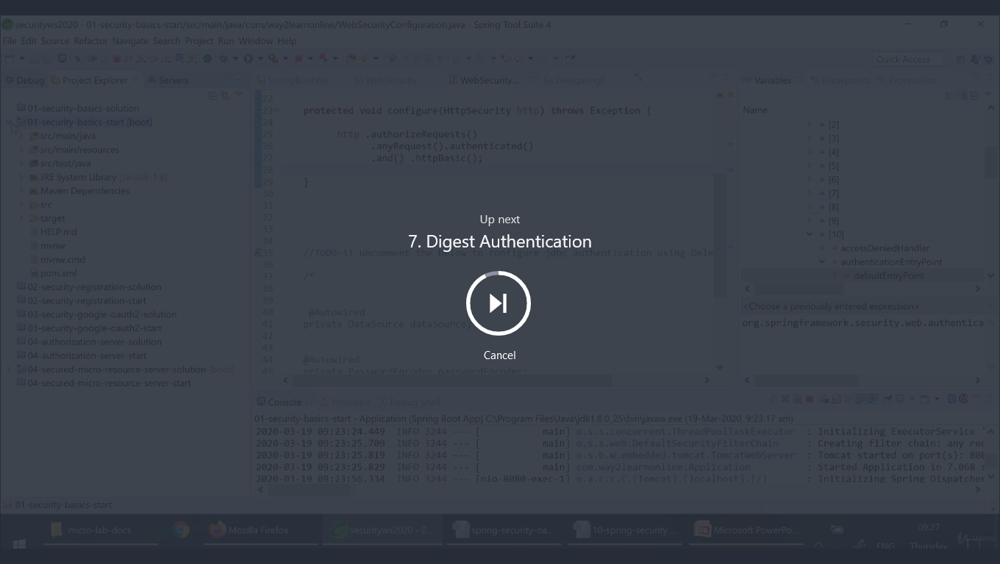 securityws2020 - 01-security-basics-start/src/main/java/com/way2learnonline/WebSecurityConfiguration.java - Spring Tool Suite 4
File Edit Source Refactor Navigate Search Project Run Window Help
Quick Access
Debug Project Explorer Servers
01-security-basics-solution
01-security-basics-start [boot]
src/main/java
src/main/resources
src/test/java
JRE System Library [JavaSE-1.8]
Maven Dependencies
src
target
HELP.md
mvnw
mvnw.cmd
pom.xml
02-security-registration-solution
02-security-registration-start
03-security-google-oauth2-solution
03-security-google-oauth2-start
04-authorization-server-solution
04-authorization-server-start
04-secured-micro-resource-server-solution [boot]
04-secured-micro-resource-server-start
SpringBootWe... WebSecurity... WebSecurity... DelegatingF...
22
23 protected void configure(HttpSecurity http) throws Exception {
24
25 http .authorizeRequests()
26 .anyRequest().authenticated()
27 .and() .httpBasic();
28
29 }
30
31
32
33
34
35 //TODO-11 uncomment the below to configure jdbc authentication using Dele
36
37 /*
38
39
40 @Autowired
41 private DataSource dataSource;
42
43
44 @Autowired
45 private PasswordEncoder passwordEncoder;
Up next
7. Digest Authentication
Cancel
Variables Breakpoints Expressions
Name
[2]
[3]
[4]
[5]
[6]
[7]
[8]
[9]
[10]
accessDeniedHandler
authenticationEntryPoint
defaultEntryPoint
<Choose a previously entered expression>
org.springframework.security.web.authentica
Console Problems Debug Shell
01-security-basics-start - Application [Spring Boot App] C:\Program Files\Java\jdk1.8.0_25\bin\javaw.exe (19-Mar-2020, 9:23:17 am)
2020-03-19 09:23:24.449 INFO 3244 --- [ main] o.s.s.concurrent.ThreadPoolTaskExecutor : Initializing ExecutorService '
2020-03-19 09:23:25.709 INFO 3244 --- [ main] o.s.s.web.DefaultSecurityFilterChain : Creating filter chain: any req
2020-03-19 09:23:25.819 INFO 3244 --- [ main] o.s.b.w.embedded.tomcat.TomcatWebServer : Tomcat started on port(s): 808
2020-03-19 09:23:25.829 INFO 3244 --- [ main] com.way2learnonline.Application : Started Application in 7.068 s
2020-03-19 09:23:56.334 INFO 3244 --- [nio-8080-exec-1] o.a.c.c.C.[Tomcat].[localhost].[/] : Initializing Spring Dispatcher
01-security-basics-start
micro-lab-docs Mozilla Firefox securityws2020 - 0... spring-security-oa... 10-spring-security ... Microsoft PowerPo...
09:27
ENG Thursday
Udemy